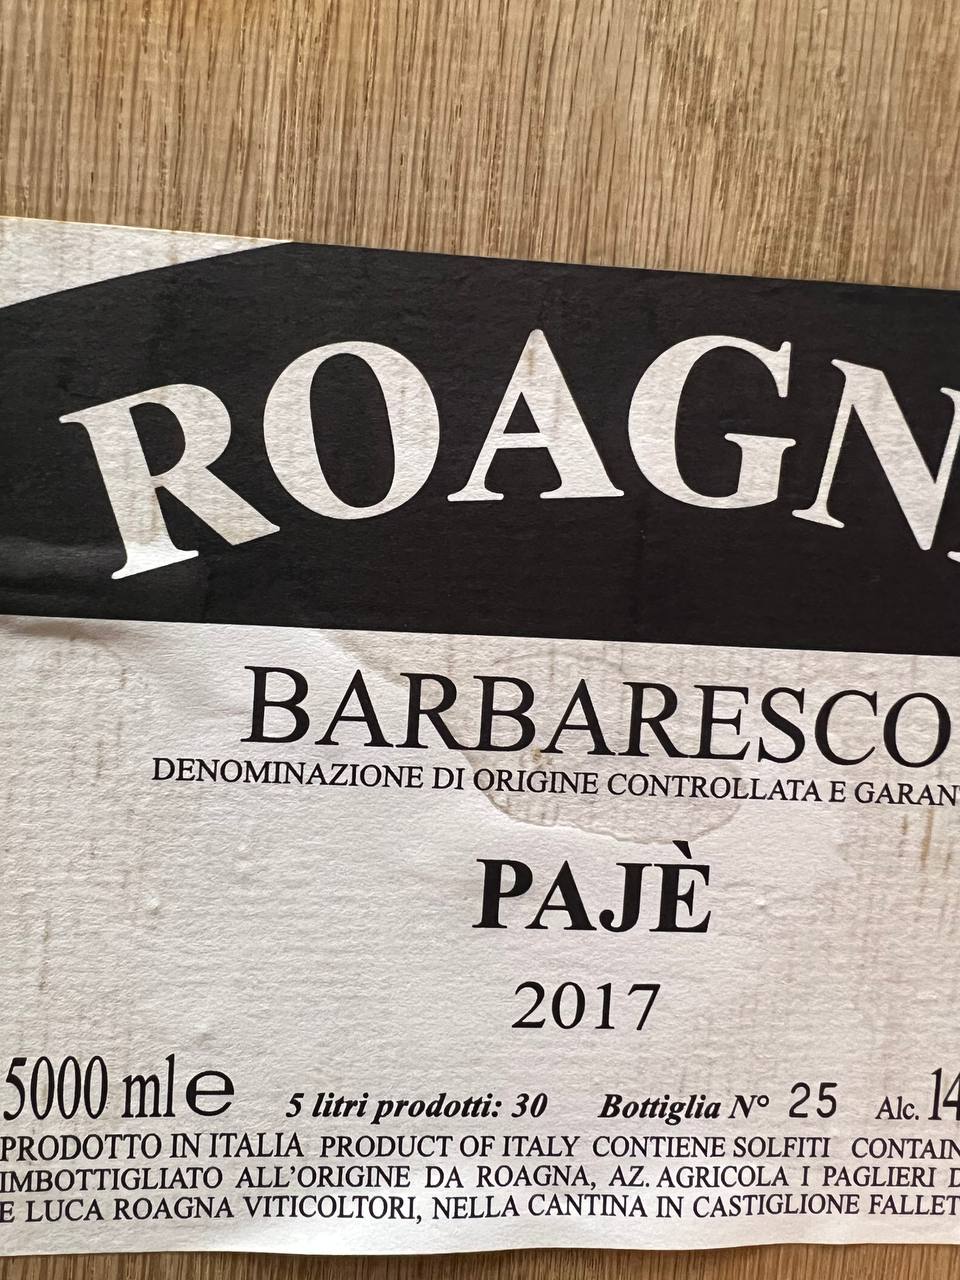 ROAGN
BARBARESCO
DENOMINAZIONE DI ORIGINE CONTROLLATA E GARAN
PAJÈ
2017
5000 ml e 5 litri prodotti: 30 Bottiglia N° 25 Alc. 14
PRODOTTO IN ITALIA PRODUCT OF ITALY CONTIENE SOLFITI CONTAIN
IMBOTTIGLIATO ALL'ORIGINE DA ROAGNA, AZ. AGRICOLA I PAGLIERI D
E LUCA ROAGNA VITICOLTORI, NELLA CANTINA IN CASTIGLIONE FALLET